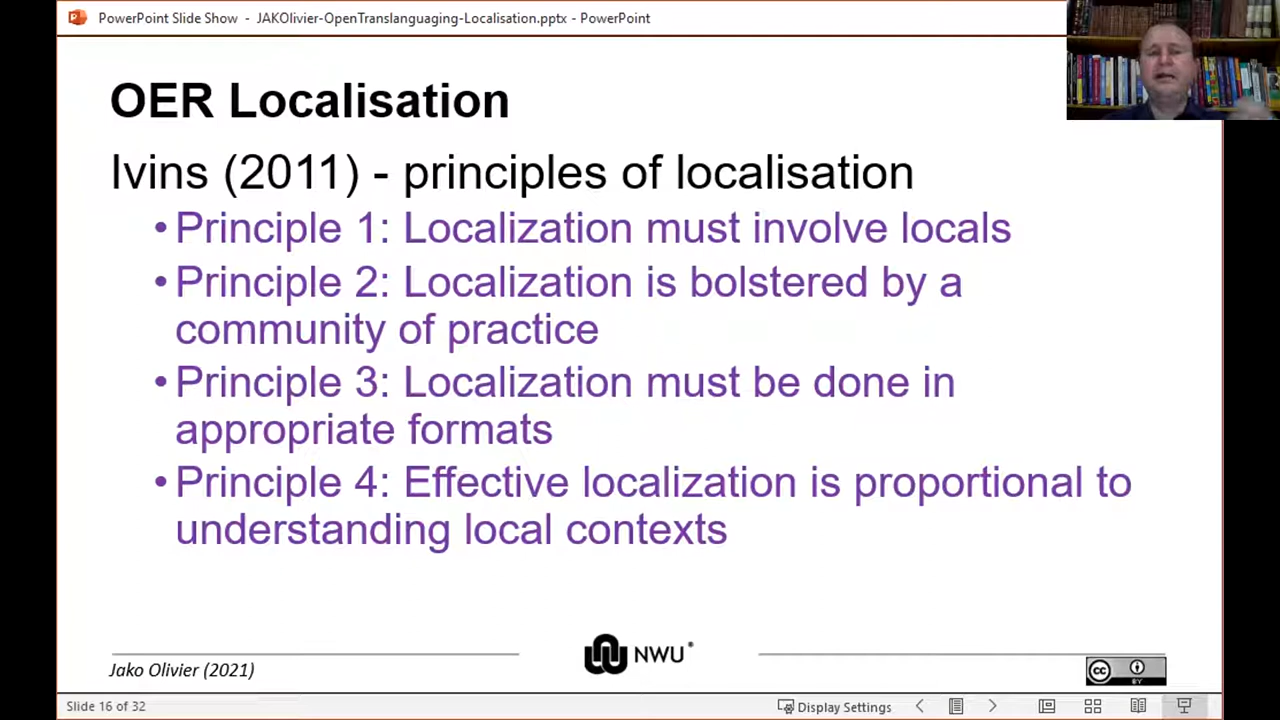 PowerPoint Slide Show - JAKOlivier-OpenTranslanguaging-Localisation.pptx - PowerPoint
OER Localisation
Ivins (2011) - principles of localisation
•Principle 1: Localization must involve locals
•Principle 2: Localization is bolstered by a
community of practice
•Principle 3: Localization must be done in
appropriate formats
•Principle 4: Effective localization is proportional to
understanding local contexts
Jako Olivier (2021)
NWU®
cc BY
Slide 16 of 32
Display Settings